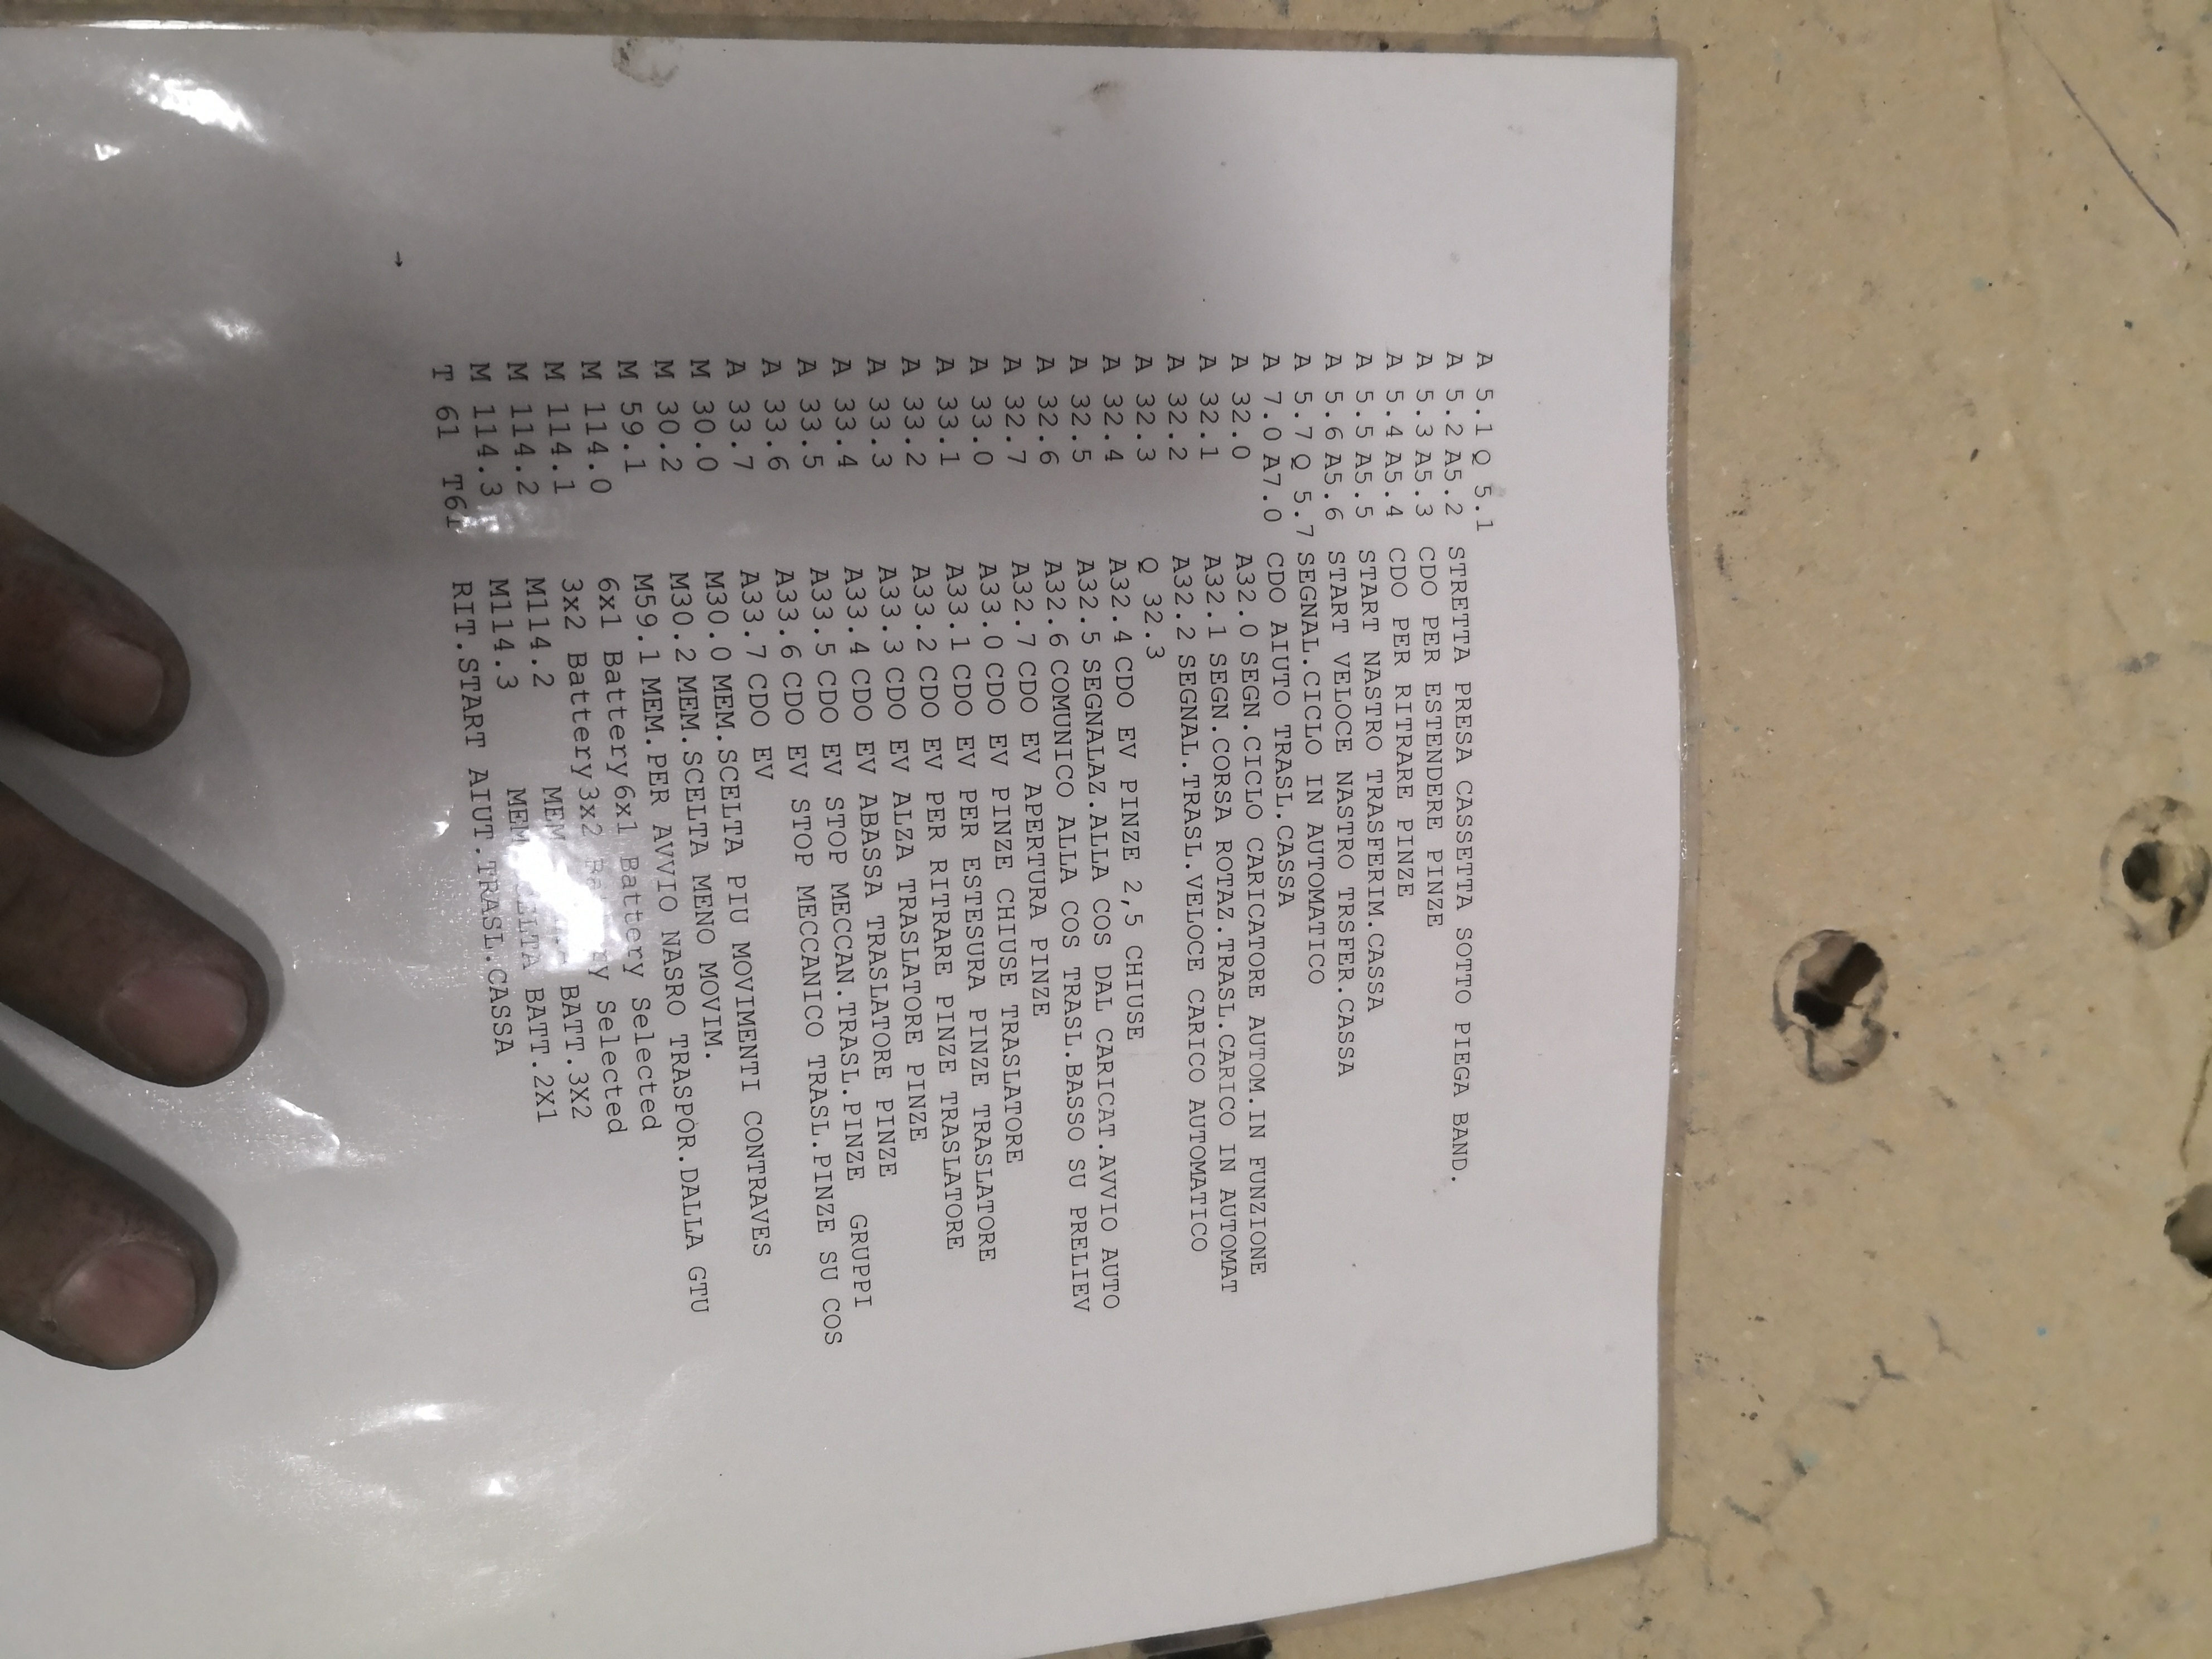 A 5.1 Q 5.1
A 5.2 A5.2 STRETTA PRESA CASSETTA SOTTO PIEGA BAND.
A 5.3 A5.3 CDO PER ESTENDERE PINZE
A 5.4 A5.4 CDO PER RITRARE PINZE
A 5.5 A5.5 START NASTRO TRASFERIM.CASSA
A 5.6 A5.6 START VELOCE NASTRO TRSFER.CASSA
A 5.7 Q 5.7 SEGNAL.CICLO IN AUTOMATICO
A 7.0 A7.0 CDO AIUTO TRASL.CASSA
A 32.0 A32.0 SEGN.CICLO CARICATORE AUTOM.IN FUNZIONE
A 32.1 A32.1 SEGN.CORSA ROTAZ.TRASL.CARICO IN AUTOMAT
A 32.2 A32.2 SEGNAL.TRASL.VELOCE CARICO AUTOMATICO
A 32.3 Q 32.3
A 32.4 A32.4 CDO EV PINZE 2,5 CHIUSE
A 32.5 A32.5 SEGNALAZ.ALLA COS DAL CARICAT.AVVIO AUTO
A 32.6 A32.6 COMUNICO ALLA COS TRASL.BASSO SU PRELIEV
A 32.7 A32.7 CDO EV APERTURA PINZE
A 33.0 A33.0 CDO EV PINZE CHIUSE TRASLATORE
A 33.1 A33.1 CDO EV PER ESTESURA PINZE TRASLATORE
A 33.2 A33.2 CDO EV PER RITRARE PINZE TRASLATORE
A 33.3 A33.3 CDO EV ALZA TRASLATORE PINZE
A 33.4 A33.4 CDO EV ABASSA TRASLATORE PINZE
A 33.5 A33.5 CDO EV STOP MECCAN.TRASL.PINZE GRUPPI
A 33.6 A33.6 CDO EV STOP MECCANICO TRASL.PINZE SU COS
A 33.7 A33.7 CDO EV
M 30.0 M30.0 MEM.SCELTA PIU MOVIMENTI CONTRAVES
M 30.2 M30.2 MEM.SCELTA MENO MOVIM.
M 59.1 M59.1 MEM.PER AVVIO NASRO TRASPOR.DALLA GTU
M 114.0 6x1 Battery6x1 Battery Selected
M 114.1 3x2 Battery3x2 Selected
M 114.2 M114.2 MEM BATT.3X2
M 114.3 M114.3 MEM BATT.2X1
T 61 T61 RIT.START AIUT.TRASL.CASSA